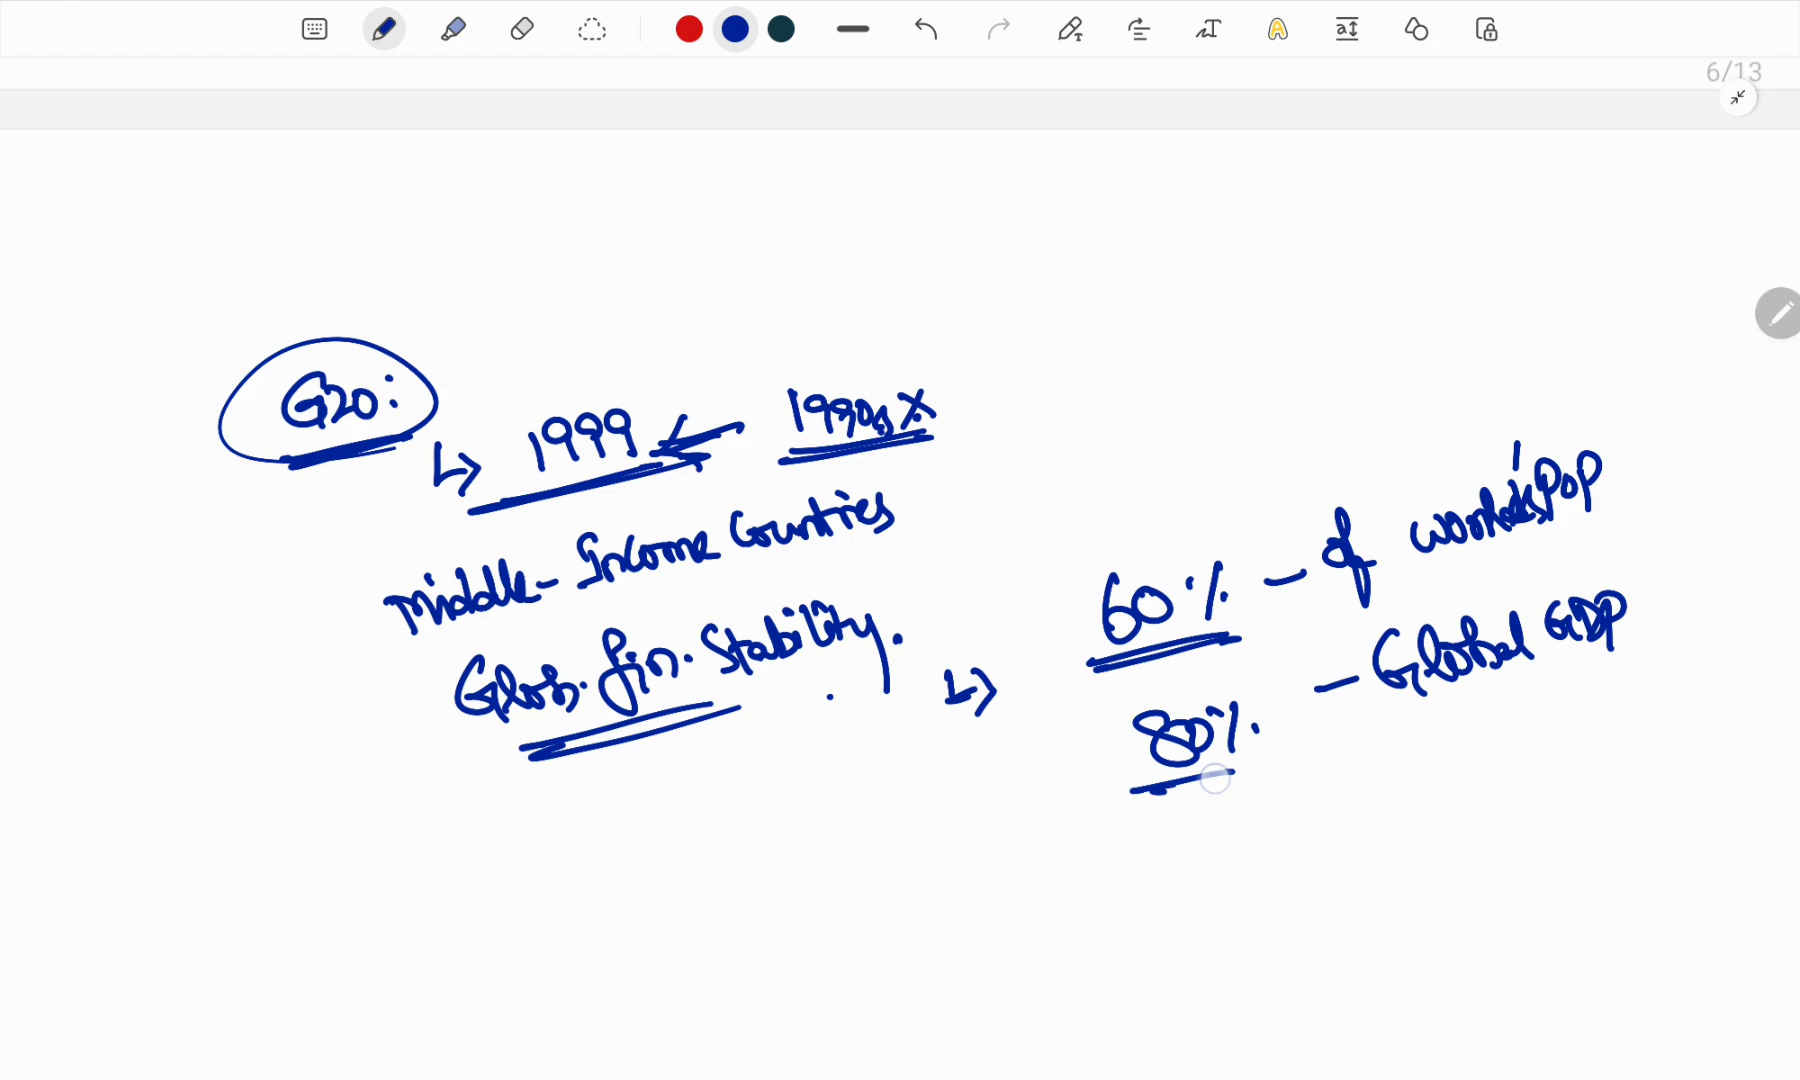 6/13
G20:
1999
1990s X
Middle-Income Countries
Glob. fin. Stability.
60% - of world's POP
80% - Global GDP